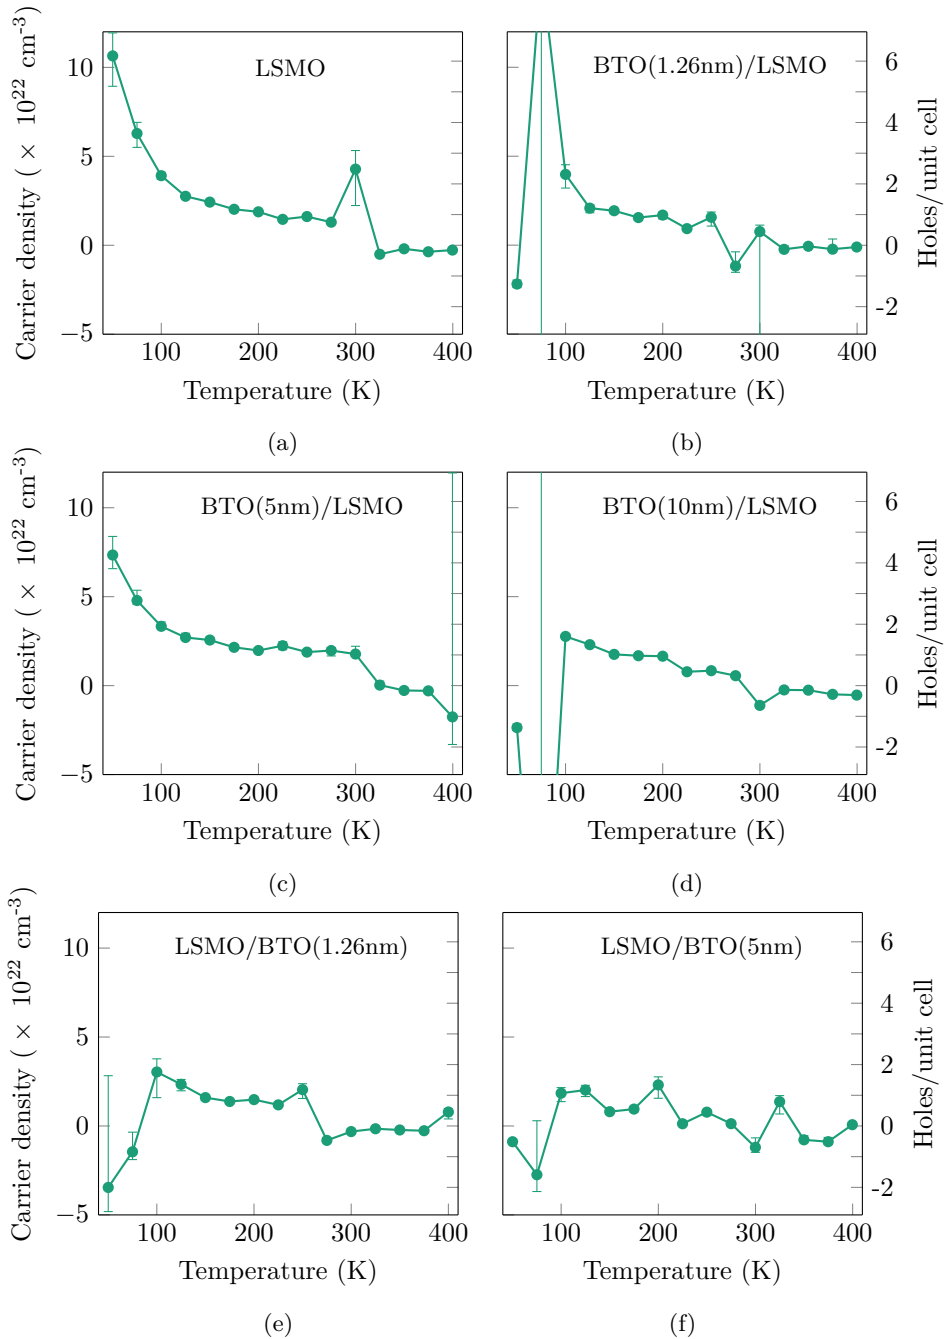 Carrier density ( × 10²² cm⁻³)
10
5
0
−5
LSMO
100
200
300
400
Temperature (K)
(a)
BTO(1.26nm)/LSMO
6
4
2
0
-2
Holes/unit cell
100
200
300
400
Temperature (K)
(b)
Carrier density ( × 10²² cm⁻³)
10
5
0
−5
BTO(5nm)/LSMO
100
200
300
400
Temperature (K)
(c)
BTO(10nm)/LSMO
6
4
2
0
-2
Holes/unit cell
100
200
300
400
Temperature (K)
(d)
Carrier density ( × 10²² cm⁻³)
10
5
0
−5
LSMO/BTO(1.26nm)
100
200
300
400
Temperature (K)
(e)
LSMO/BTO(5nm)
6
4
2
0
-2
Holes/unit cell
100
200
300
400
Temperature (K)
(f)